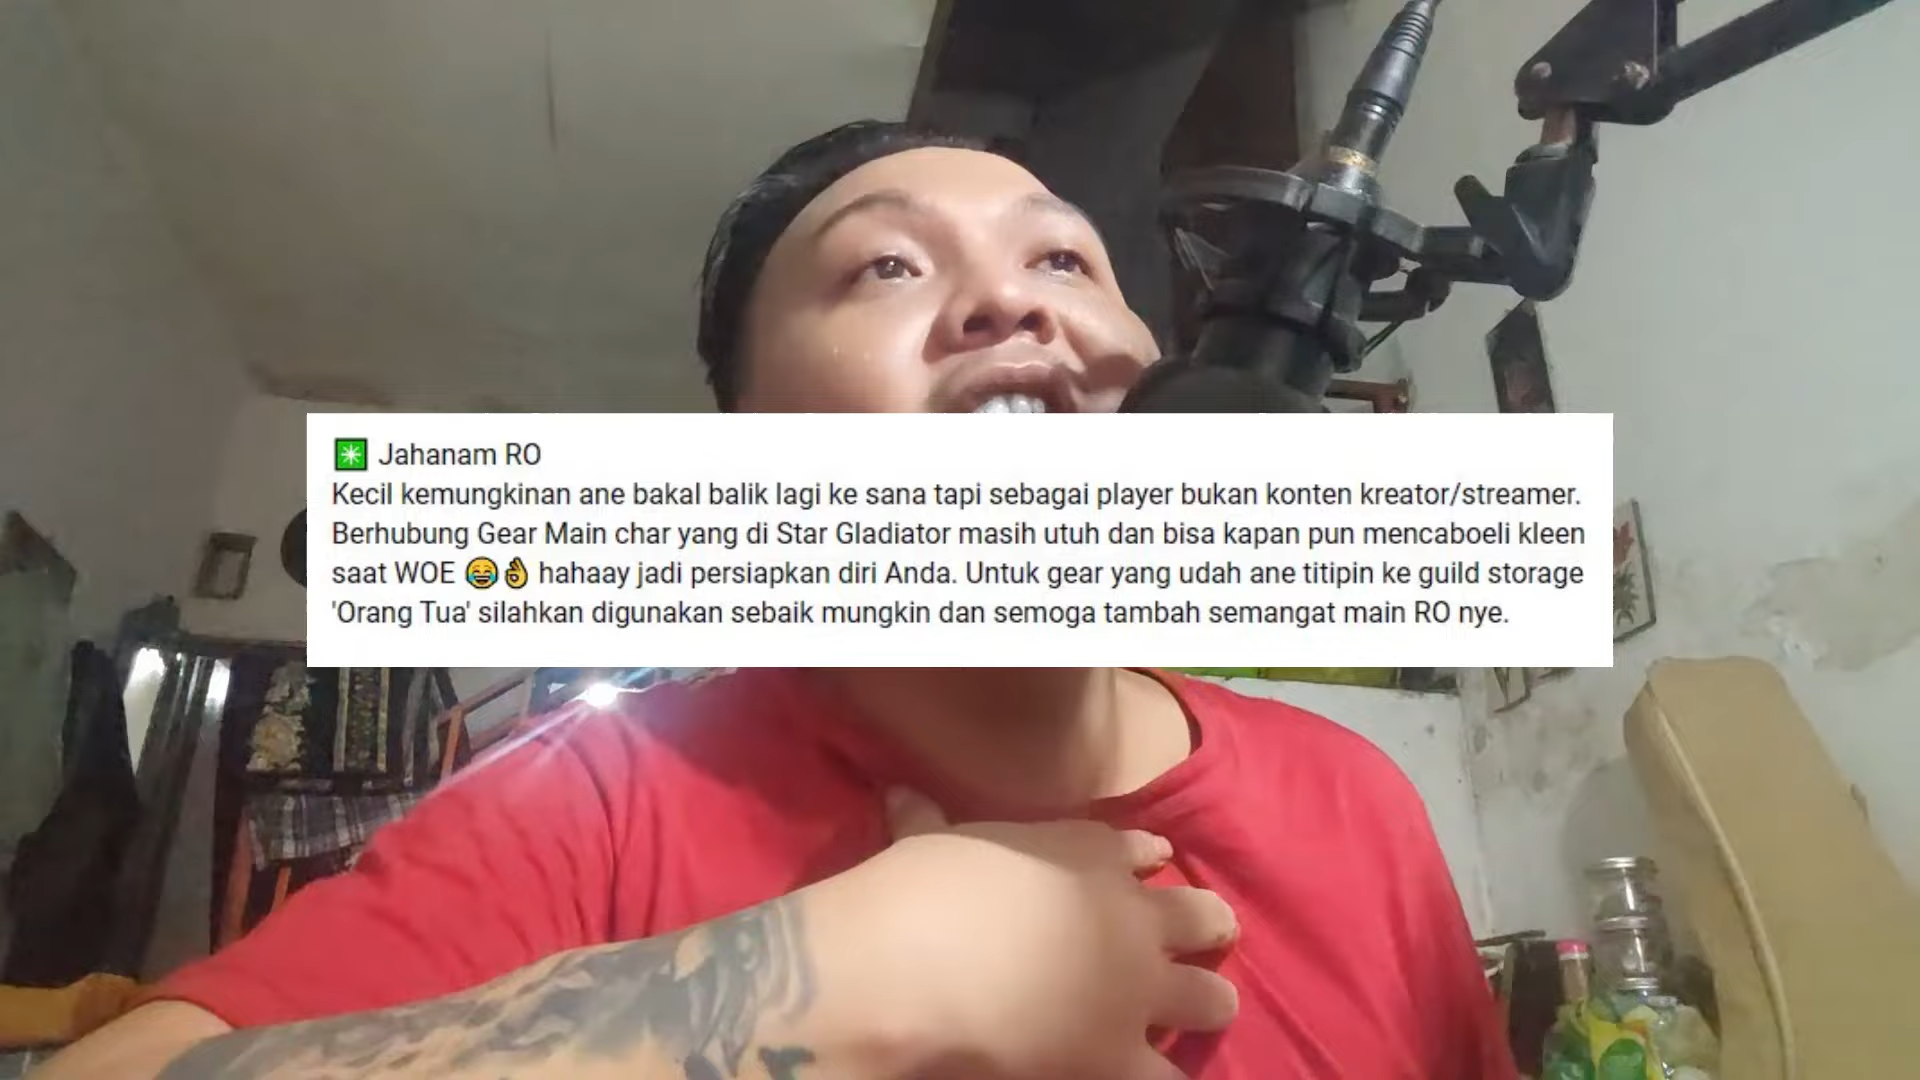 ✳️ Jahanam RO
Kecil kemungkinan ane bakal balik lagi ke sana tapi sebagai player bukan konten kreator/streamer.
Berhubung Gear Main char yang di Star Gladiator masih utuh dan bisa kapan pun mencaboeli kleen
saat WOE 😂👌 hahaay jadi persiapkan diri Anda. Untuk gear yang udah ane titipin ke guild storage
'Orang Tua' silahkan digunakan sebaik mungkin dan semoga tambah semangat main RO nye.